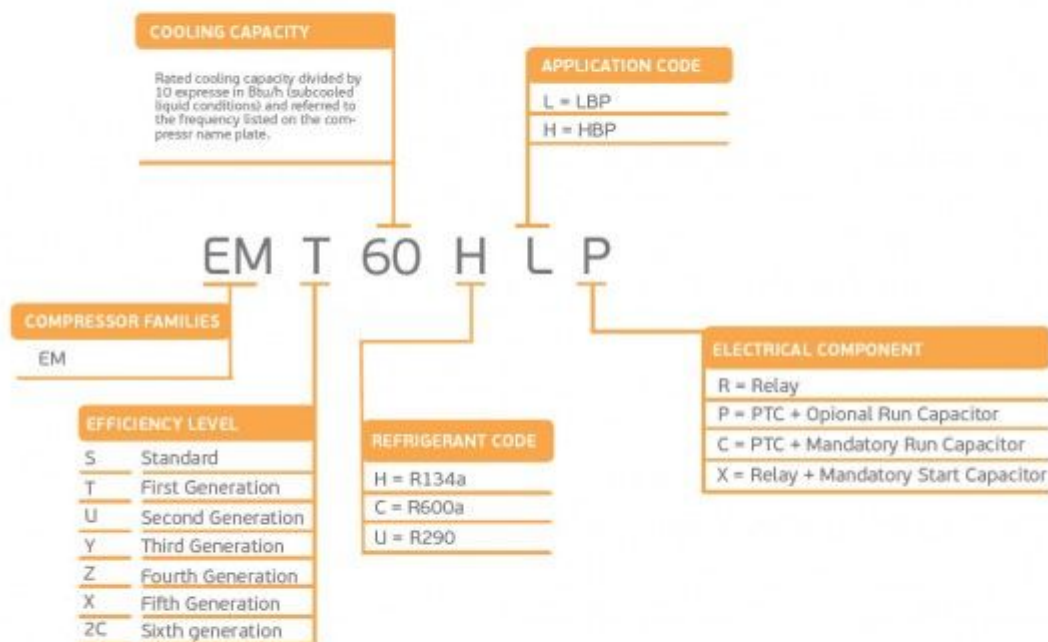 COOLING CAPACITY
Rated cooling capacity divided by
10 expresse in Btu/h (subcooled
liquid conditions) and referred to
the frequency listed on the com-
pressr name plate.
APPLICATION CODE
L = LBP
H = HBP
EM T 60 H L P
COMPRESSOR FAMILIES
EM
EFFICIENCY LEVEL
S Standard
T First Generation
U Second Generation
Y Third Generation
Z Fourth Generation
X Fifth Generation
2C Sixth generation
REFRIGERANT CODE
H = R134a
C = R600a
U = R290
ELECTRICAL COMPONENT
R = Relay
P = PTC + Opional Run Capacitor
C = PTC + Mandatory Run Capacitor
X = Relay + Mandatory Start Capacitor